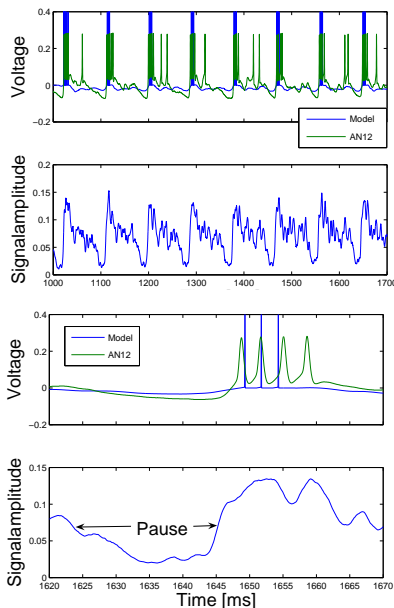 0.4
0.2
0
−0.2
Voltage
Model
AN12
0.2
0.15
0.1
0.05
0
Signalamplitude
1000 1100 1200 1300 1400 1500 1600 1700
0.4
0.2
0
−0.2
Voltage
Model
AN12
0.15
0.1
0.05
0
Signalamplitude
Pause
1620 1625 1630 1635 1640 1645 1650 1655 1660 1665 1670
Time [ms]